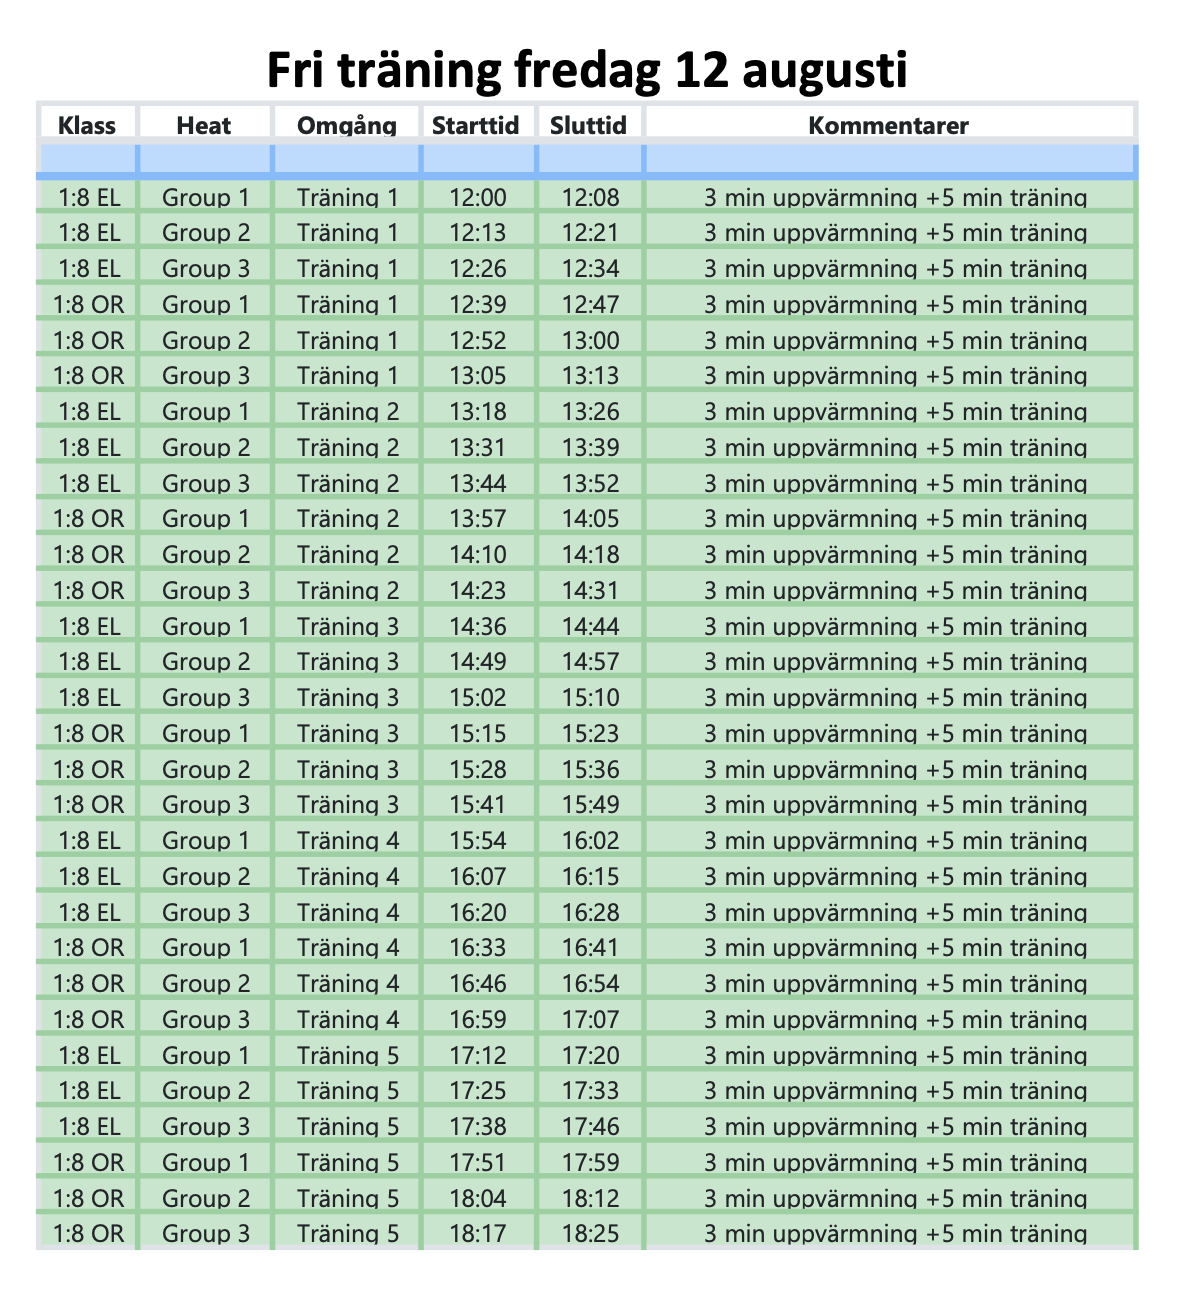 Fri träning fredag 12 augusti
Klass Heat Omgång Starttid Sluttid Kommentarer
1:8 EL Group 1 Träning 1 12:00 12:08 3 min uppvärmning +5 min träning
1:8 EL Group 2 Träning 1 12:13 12:21 3 min uppvärmning +5 min träning
1:8 EL Group 3 Träning 1 12:26 12:34 3 min uppvärmning +5 min träning
1:8 OR Group 1 Träning 1 12:39 12:47 3 min uppvärmning +5 min träning
1:8 OR Group 2 Träning 1 12:52 13:00 3 min uppvärmning +5 min träning
1:8 OR Group 3 Träning 1 13:05 13:13 3 min uppvärmning +5 min träning
1:8 EL Group 1 Träning 2 13:18 13:26 3 min uppvärmning +5 min träning
1:8 EL Group 2 Träning 2 13:31 13:39 3 min uppvärmning +5 min träning
1:8 EL Group 3 Träning 2 13:44 13:52 3 min uppvärmning +5 min träning
1:8 OR Group 1 Träning 2 13:57 14:05 3 min uppvärmning +5 min träning
1:8 OR Group 2 Träning 2 14:10 14:18 3 min uppvärmning +5 min träning
1:8 OR Group 3 Träning 2 14:23 14:31 3 min uppvärmning +5 min träning
1:8 EL Group 1 Träning 3 14:36 14:44 3 min uppvärmning +5 min träning
1:8 EL Group 2 Träning 3 14:49 14:57 3 min uppvärmning +5 min träning
1:8 EL Group 3 Träning 3 15:02 15:10 3 min uppvärmning +5 min träning
1:8 OR Group 1 Träning 3 15:15 15:23 3 min uppvärmning +5 min träning
1:8 OR Group 2 Träning 3 15:28 15:36 3 min uppvärmning +5 min träning
1:8 OR Group 3 Träning 3 15:41 15:49 3 min uppvärmning +5 min träning
1:8 EL Group 1 Träning 4 15:54 16:02 3 min uppvärmning +5 min träning
1:8 EL Group 2 Träning 4 16:07 16:15 3 min uppvärmning +5 min träning
1:8 EL Group 3 Träning 4 16:20 16:28 3 min uppvärmning +5 min träning
1:8 OR Group 1 Träning 4 16:33 16:41 3 min uppvärmning +5 min träning
1:8 OR Group 2 Träning 4 16:46 16:54 3 min uppvärmning +5 min träning
1:8 OR Group 3 Träning 4 16:59 17:07 3 min uppvärmning +5 min träning
1:8 EL Group 1 Träning 5 17:12 17:20 3 min uppvärmning +5 min träning
1:8 EL Group 2 Träning 5 17:25 17:33 3 min uppvärmning +5 min träning
1:8 EL Group 3 Träning 5 17:38 17:46 3 min uppvärmning +5 min träning
1:8 OR Group 1 Träning 5 17:51 17:59 3 min uppvärmning +5 min träning
1:8 OR Group 2 Träning 5 18:04 18:12 3 min uppvärmning +5 min träning
1:8 OR Group 3 Träning 5 18:17 18:25 3 min uppvärmning +5 min träning